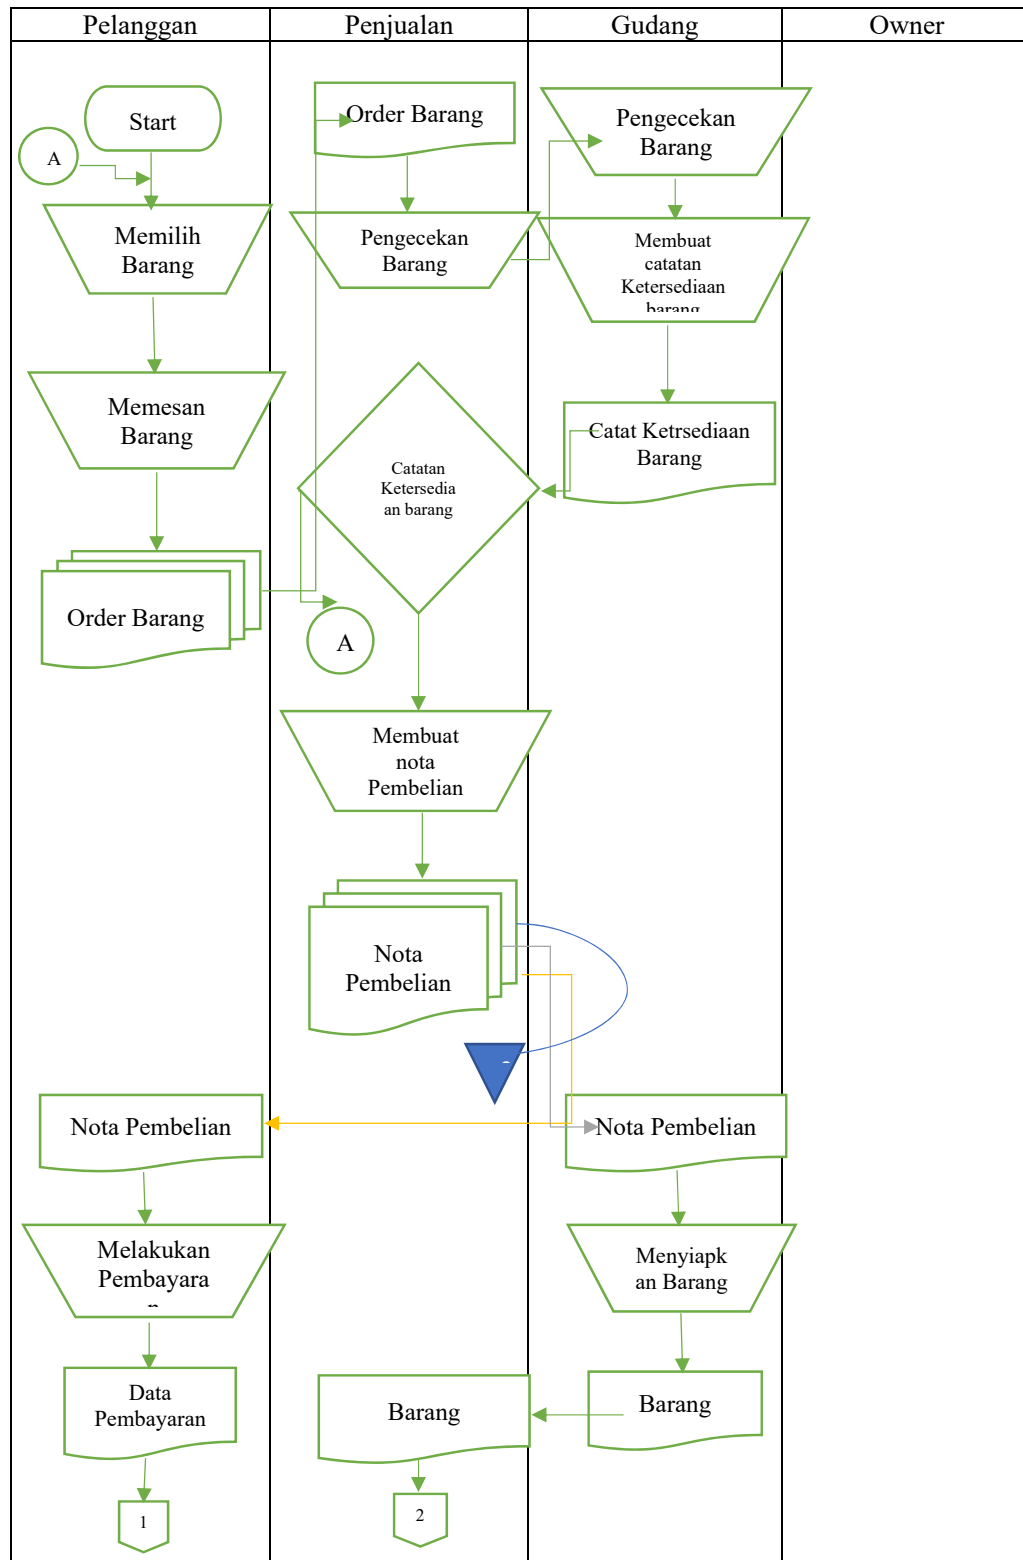 Pelanggan
Penjualan
Gudang
Owner
Start
A
Memilih
Barang
Memesan
Barang
Order Barang
Order Barang
Pengecekan
Barang
Catatan
Ketersedia
an barang
A
Membuat
nota
Pembelian
Nota
Pembelian
Pengecekan
Barang
Membuat
catatan
Ketersediaan
barang
Catat Ketrsediaan
Barang
Nota Pembelian
Nota Pembelian
Melakukan
Pembayara
n
Menyiapk
an Barang
Data
Pembayaran
Barang
Barang
1
2